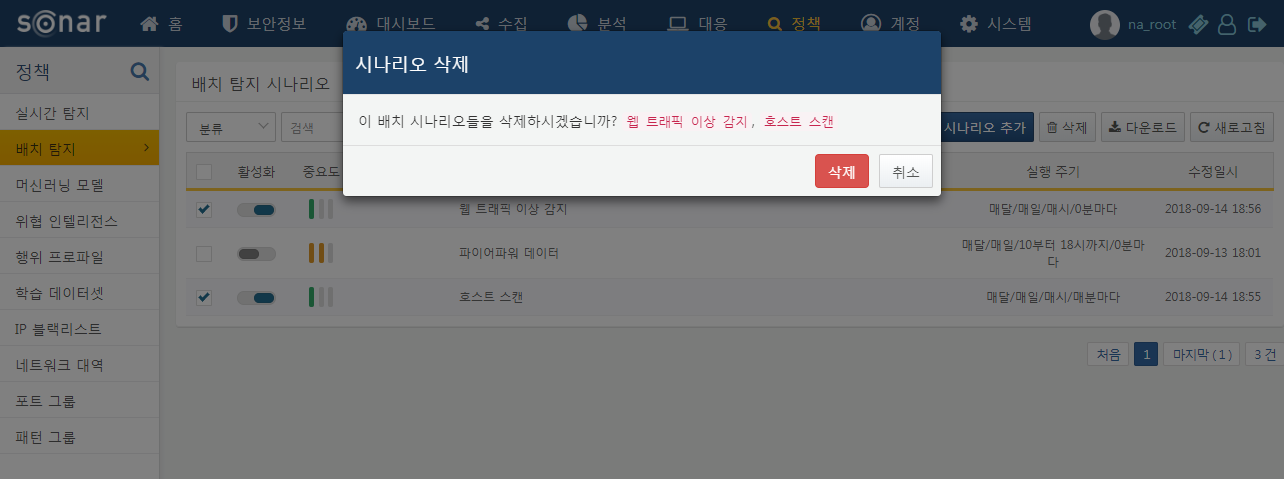 sonar
홈
보안정보
대시보드
수집
분석
대응
정책
계정
시스템
na_root
정책
실시간 탐지
배치 탐지
머신러닝 모델
위협 인텔리전스
행위 프로파일
학습 데이터셋
IP 블랙리스트
네트워크 대역
포트 그룹
패턴 그룹
배치 탐지 시나리오
분류
검색
시나리오 추가
삭제
다운로드
새로고침
시나리오 삭제
이 배치 시나리오들을 삭제하시겠습니까? 웹 트래픽 이상 감지, 호스트 스캔
삭제
취소
활성화 중요도 실행 주기 수정일시
웹 트래픽 이상 감지 매달/매일/매시/0분마다 2018-09-14 18:56
파이어파워 데이터 매달/매일/10부터 18시까지/0분마
다 2018-09-13 18:01
호스트 스캔 매달/매일/매시/매분마다 2018-09-14 18:55
처음 1 마지막 ( 1 ) 3 건